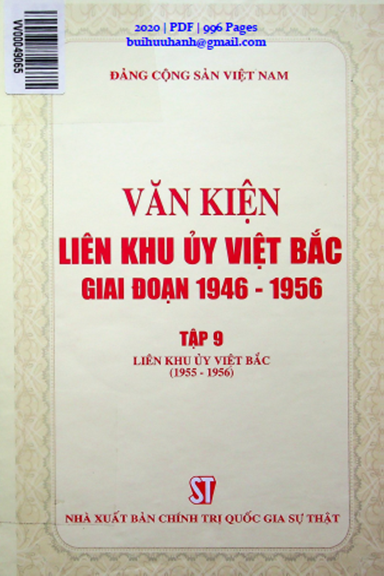 2020 | PDF | 996 Pages
buihuuhanh@gmail.com
VV00049065
ĐẢNG CỘNG SẢN VIỆT NAM
VĂN KIỆN
LIÊN KHU ỦY VIỆT BẮC
GIAI ĐOẠN 1946 - 1956
TẬP 9
LIÊN KHU ỦY VIỆT BẮC
(1955 - 1956)
ST
NHÀ XUẤT BẢN CHÍNH TRỊ QUỐC GIA SỰ THẬT